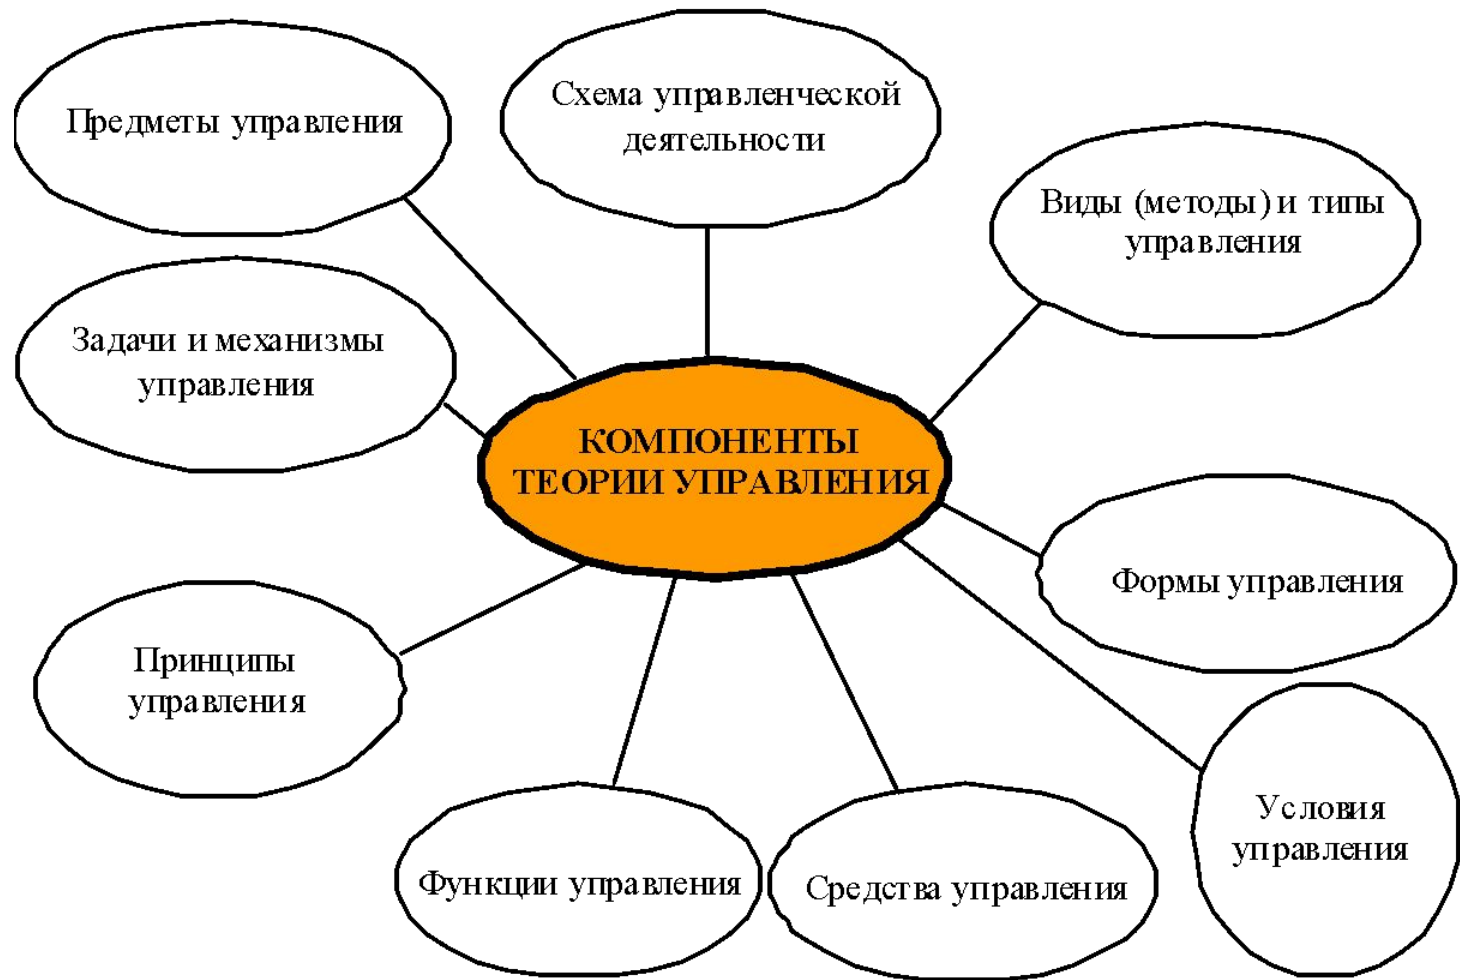 Предметы управления
Схема управленческой
деятельности
Виды (методы) и типы
управления
Задачи и механизмы
управления
КОМПОНЕНТЫ
ТЕОРИИ УПРАВЛЕНИЯ
Формы управления
Принципы
управления
Условия
управления
Функции управления
Средства управления